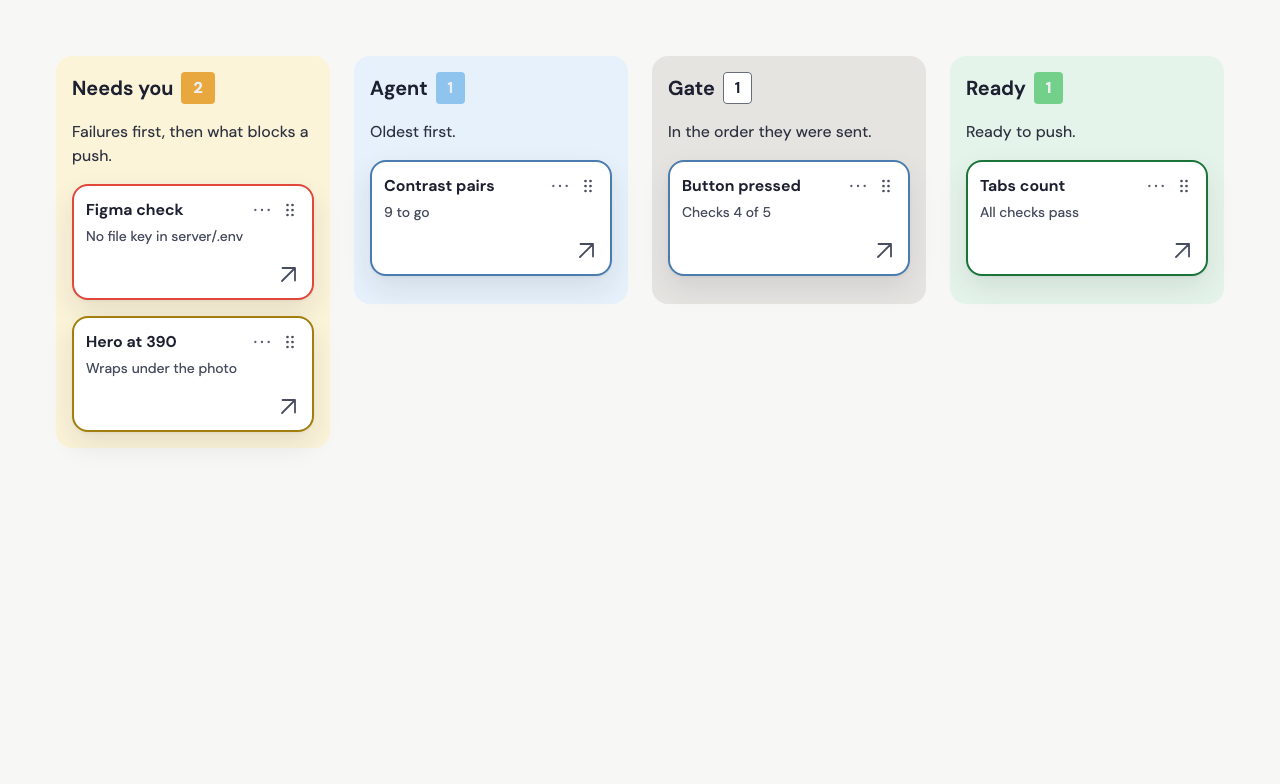 Needs you 2
Failures first, then what blocks a
push.
Figma check
No file key in server/.env
Hero at 390
Wraps under the photo
Agent 1
Oldest first.
Contrast pairs
9 to go
Gate 1
In the order they were sent.
Button pressed
Checks 4 of 5
Ready 1
Ready to push.
Tabs count
All checks pass